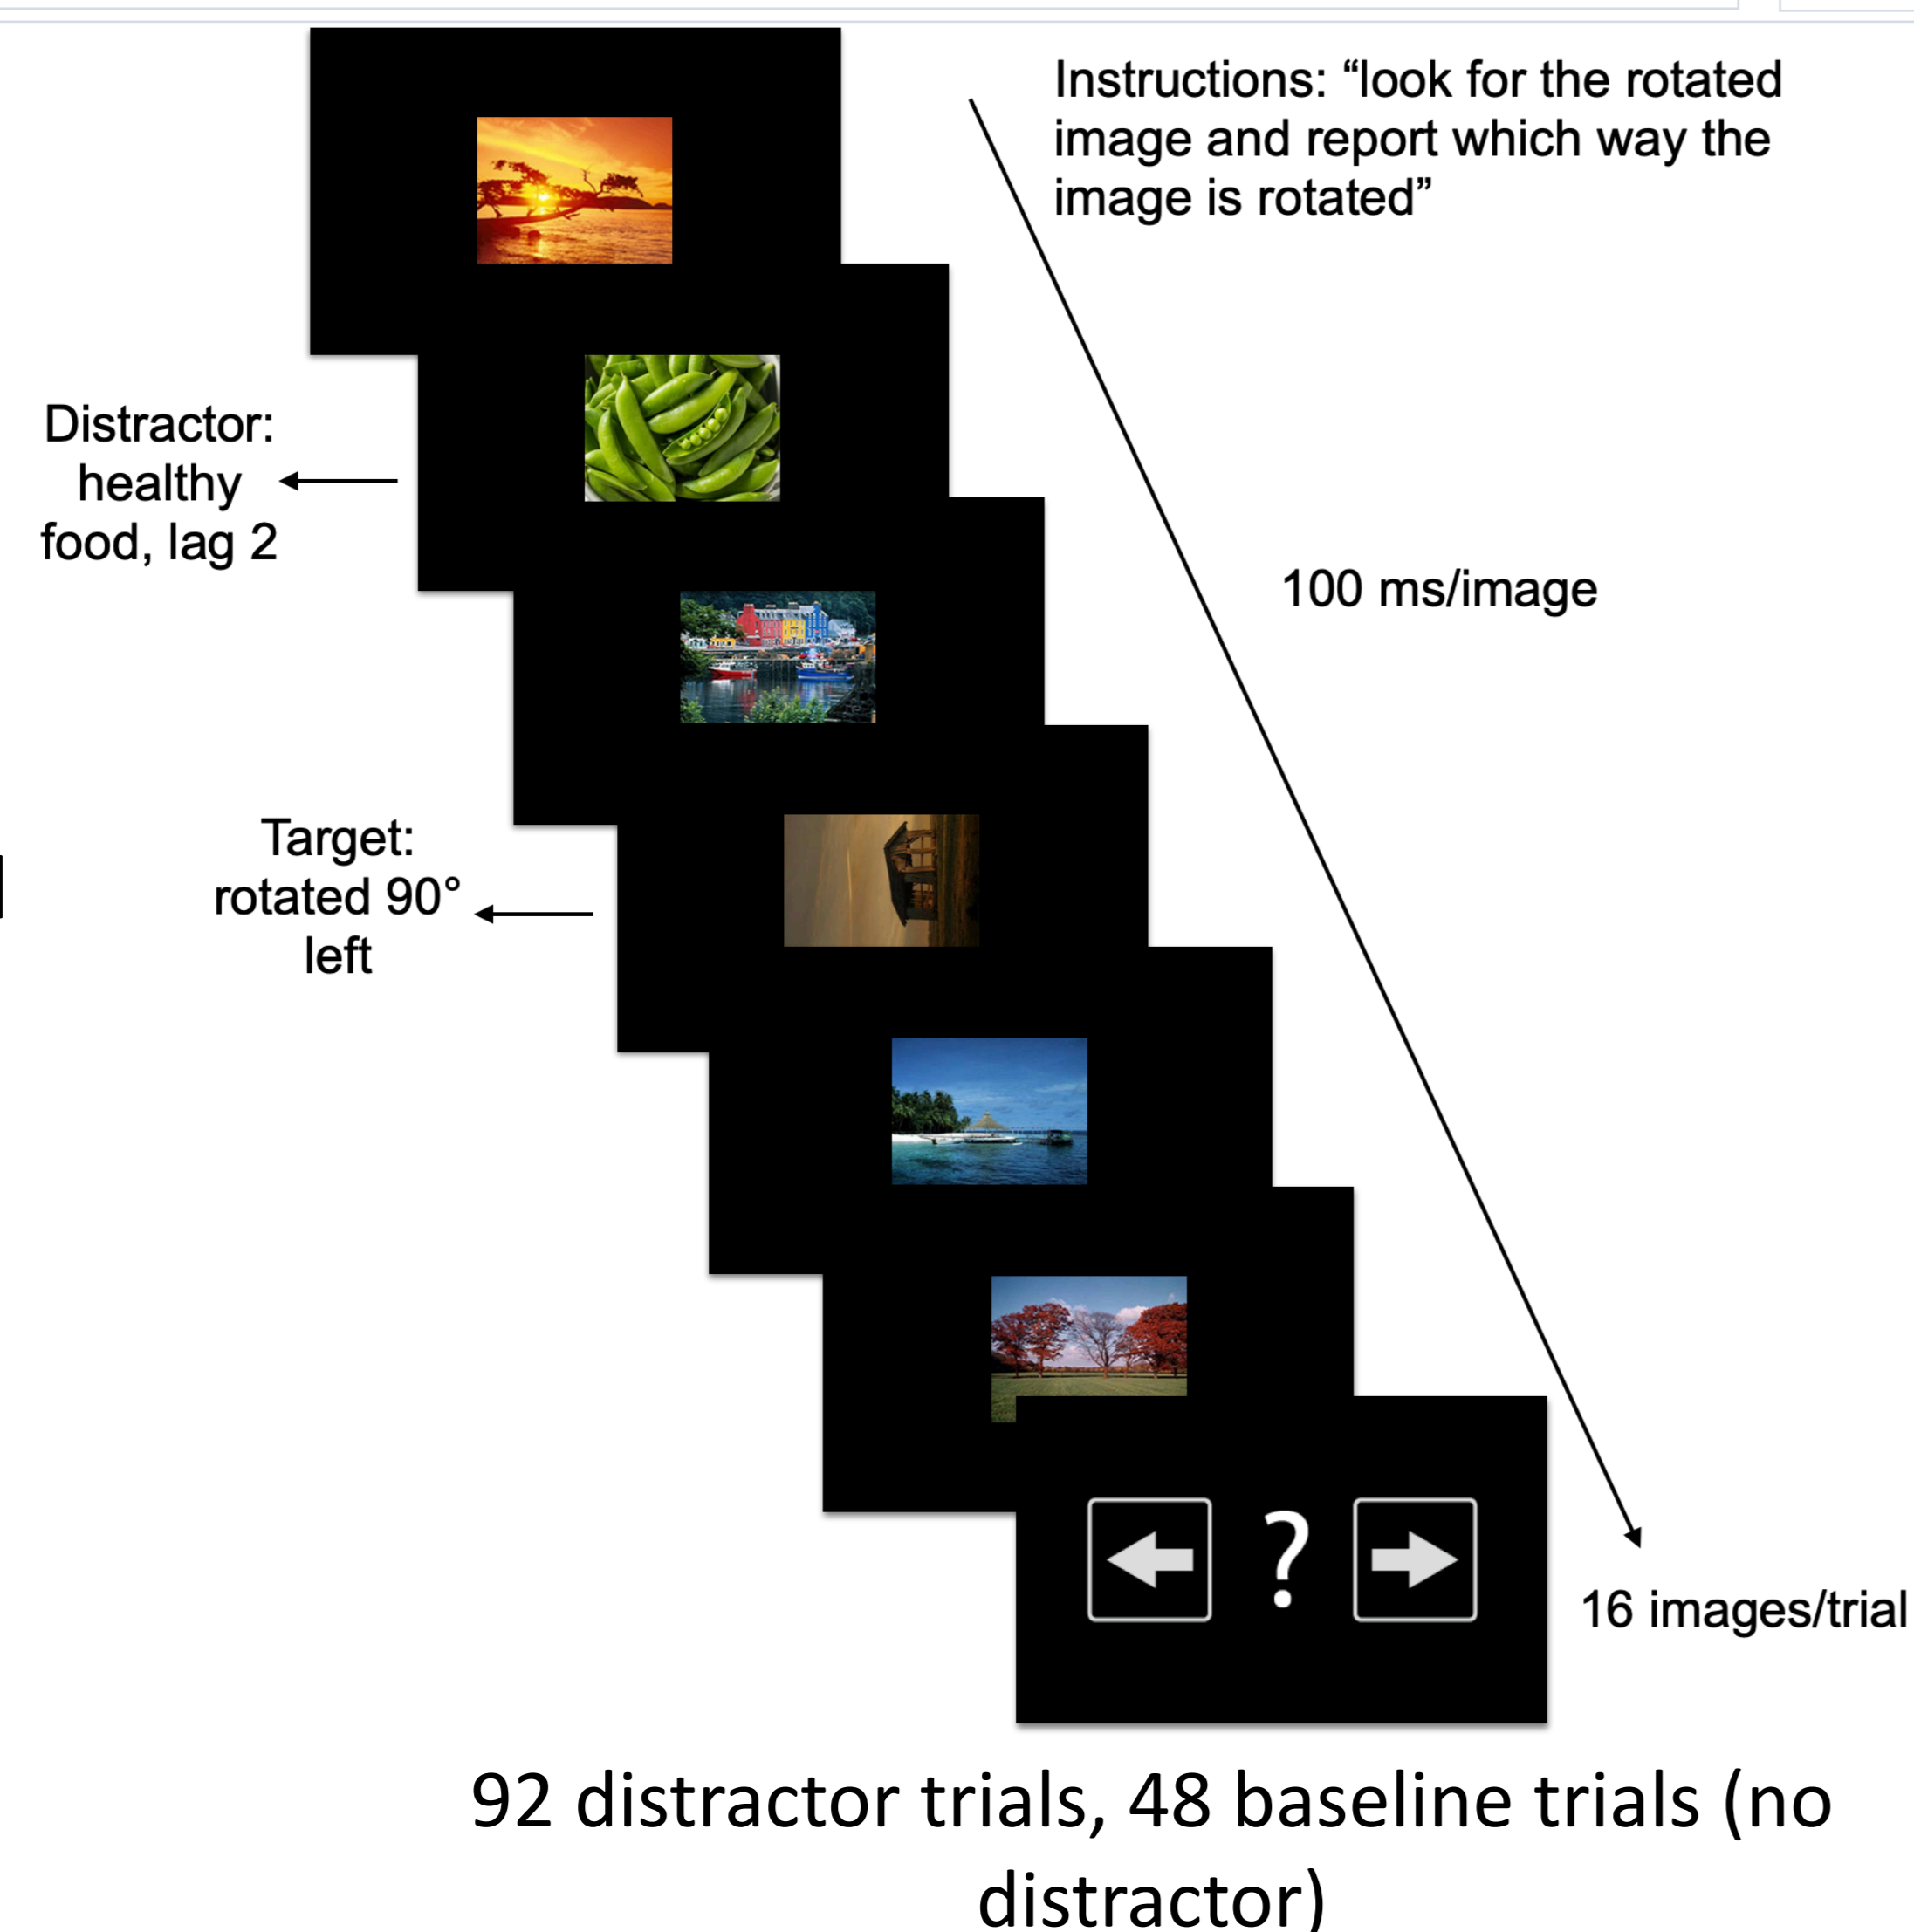 Instructions: “look for the rotated
image and report which way the
image is rotated”
Distractor:
healthy
food, lag 2
100 ms/image
Target:
rotated 90°
left
?
16 images/trial
92 distractor trials, 48 baseline trials (no
distractor)